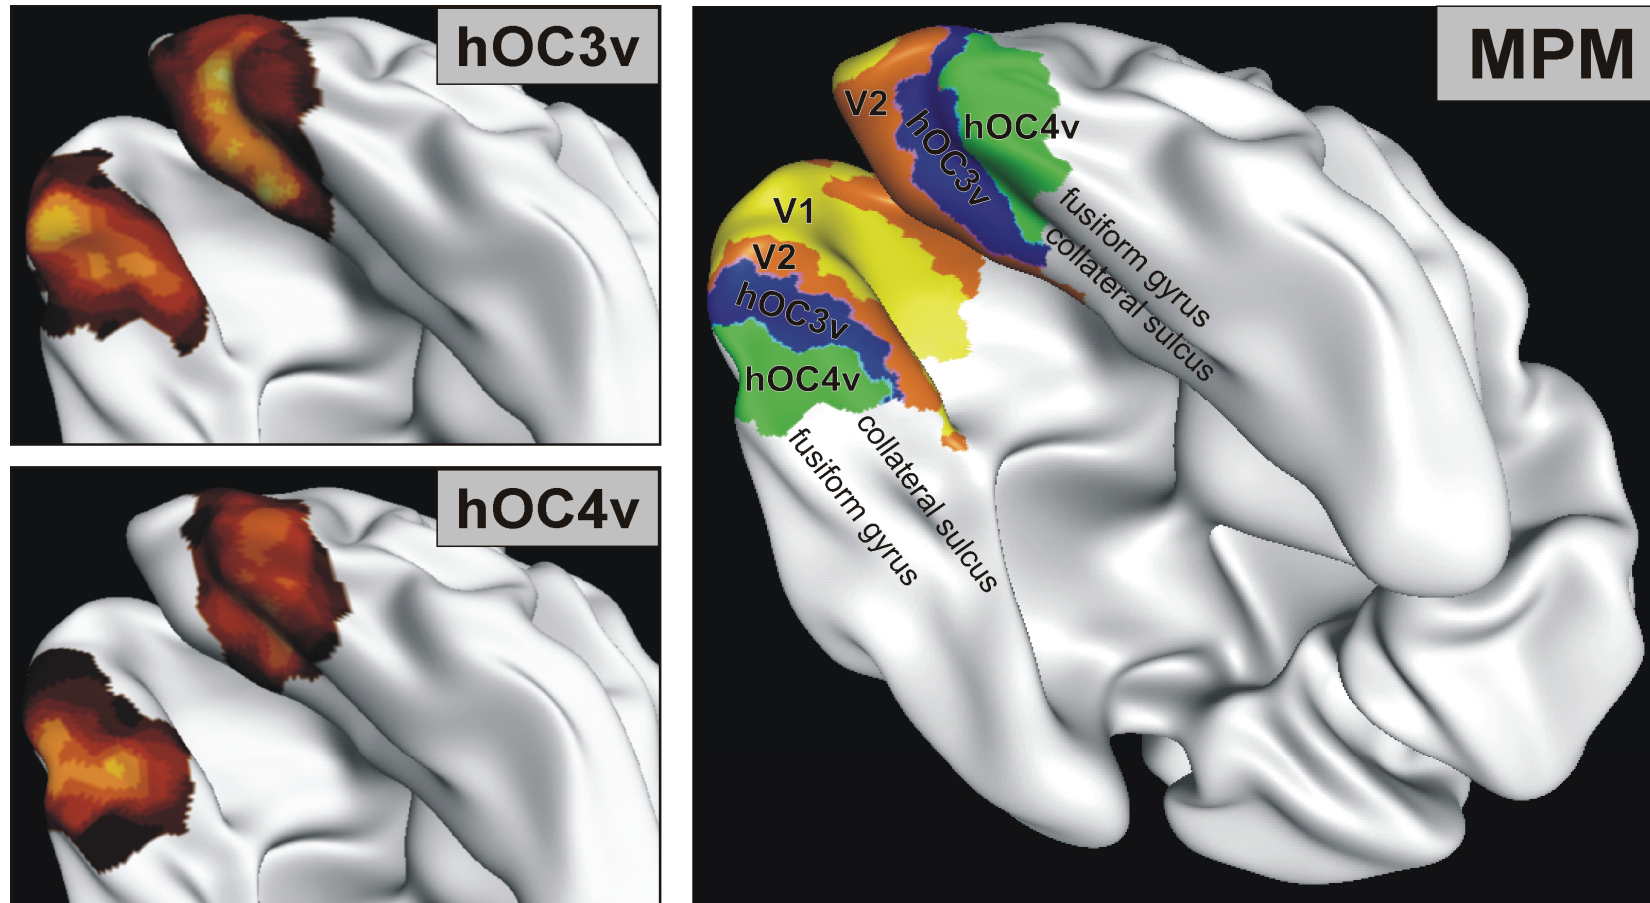 hOC3v
hOC4v
MPM
V2
hOC3v
hOC4v
fusiform gyrus
collateral sulcus
V1
V2
hOC3v
hOC4v
fusiform gyrus
collateral sulcus